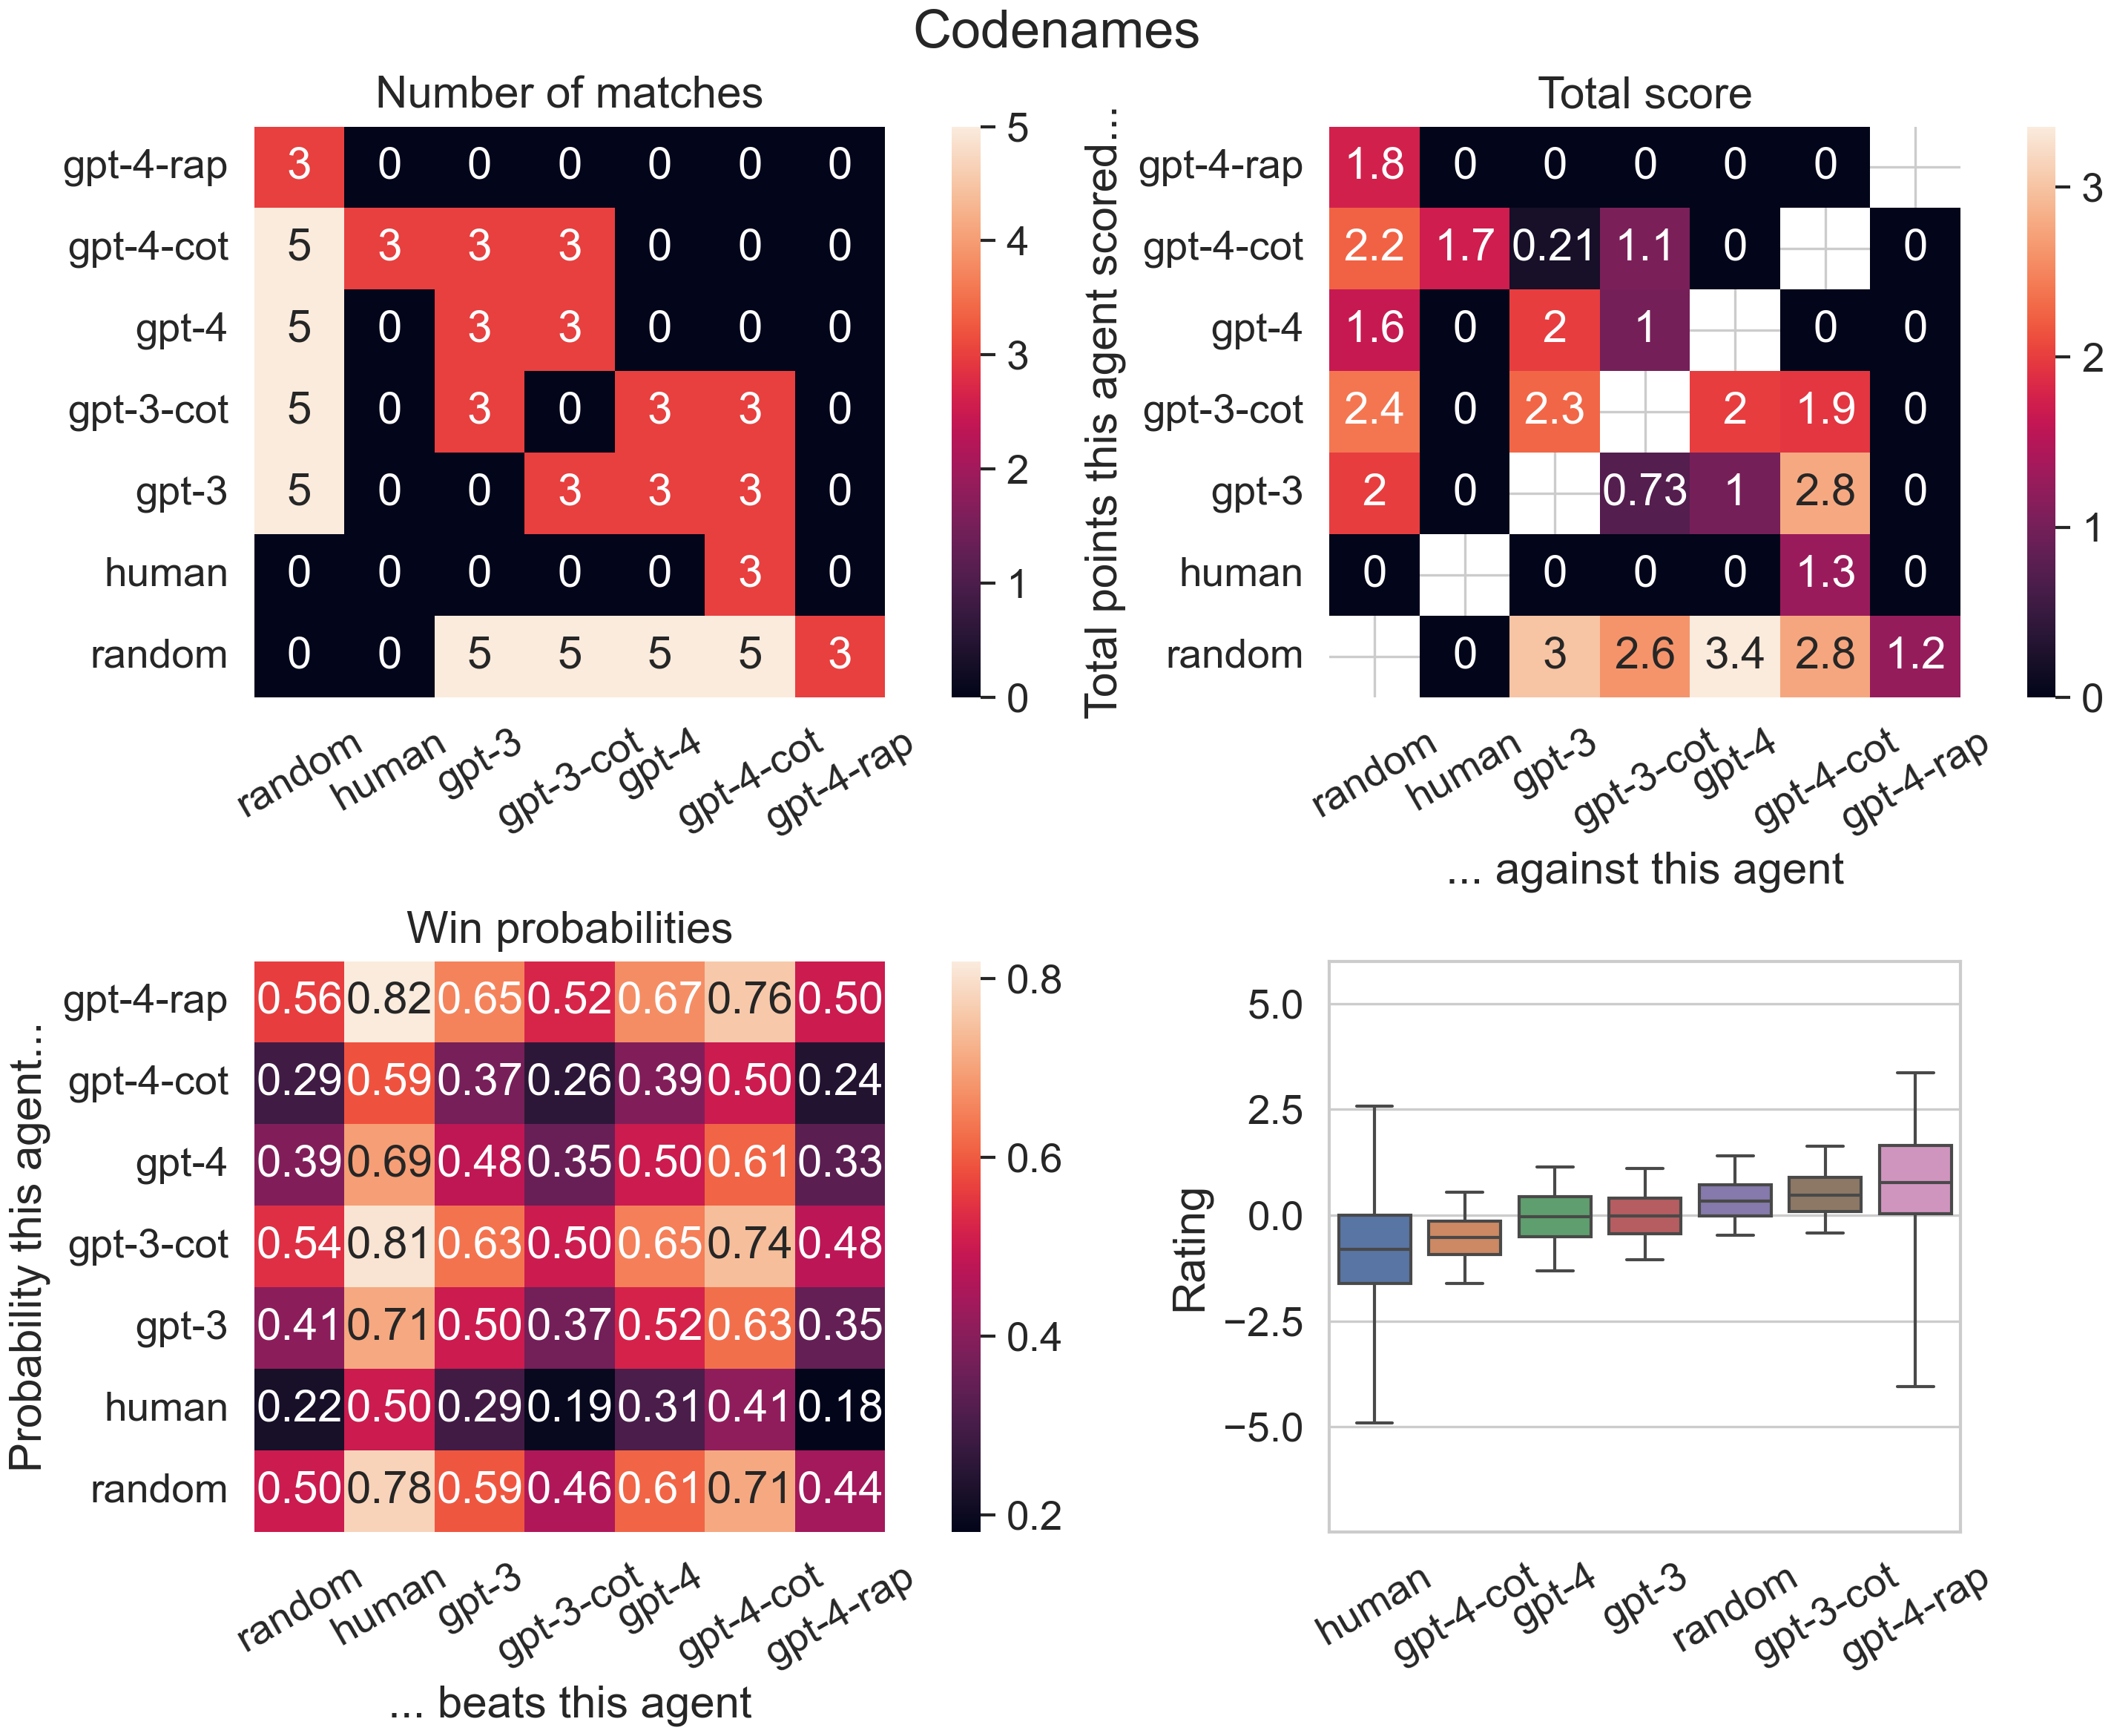 Codenames
Number of matches
gpt-4-rap 3 0 0 0 0 0 0
gpt-4-cot 5 3 3 3 0 0 0
gpt-4 5 0 3 3 0 0 0
gpt-3-cot 5 0 3 0 3 3 0
gpt-3 5 0 0 3 3 3 0
human 0 0 0 0 0 3 0
random 0 0 5 5 5 5 3
random human gpt-3 gpt-3-cot gpt-4 gpt-4-cot gpt-4-rap
5
4
3
2
1
0
Total score
Total points this agent scored...
gpt-4-rap 1.8 0 0 0 0 0
gpt-4-cot 2.2 1.7 0.21 1.1 0 0
gpt-4 1.6 0 2 1 0 0
gpt-3-cot 2.4 0 2.3 2 1.9 0
gpt-3 2 0 0.73 1 2.8 0
human 0 0 0 0 1.3 0
random 0 3 2.6 3.4 2.8 1.2
random human gpt-3 gpt-3-cot gpt-4 gpt-4-cot gpt-4-rap
... against this agent
3
2
1
0
Win probabilities
Probability this agent...
gpt-4-rap 0.56 0.82 0.65 0.52 0.67 0.76 0.50
gpt-4-cot 0.29 0.59 0.37 0.26 0.39 0.50 0.24
gpt-4 0.39 0.69 0.48 0.35 0.50 0.61 0.33
gpt-3-cot 0.54 0.81 0.63 0.50 0.65 0.74 0.48
gpt-3 0.41 0.71 0.50 0.37 0.52 0.63 0.35
human 0.22 0.50 0.29 0.19 0.31 0.41 0.18
random 0.50 0.78 0.59 0.46 0.61 0.71 0.44
random human gpt-3 gpt-3-cot gpt-4 gpt-4-cot gpt-4-rap
... beats this agent
0.8
0.6
0.4
0.2
Rating
5.0
2.5
0.0
−2.5
−5.0
human gpt-4-cot gpt-4 gpt-3 random gpt-3-cot gpt-4-rap